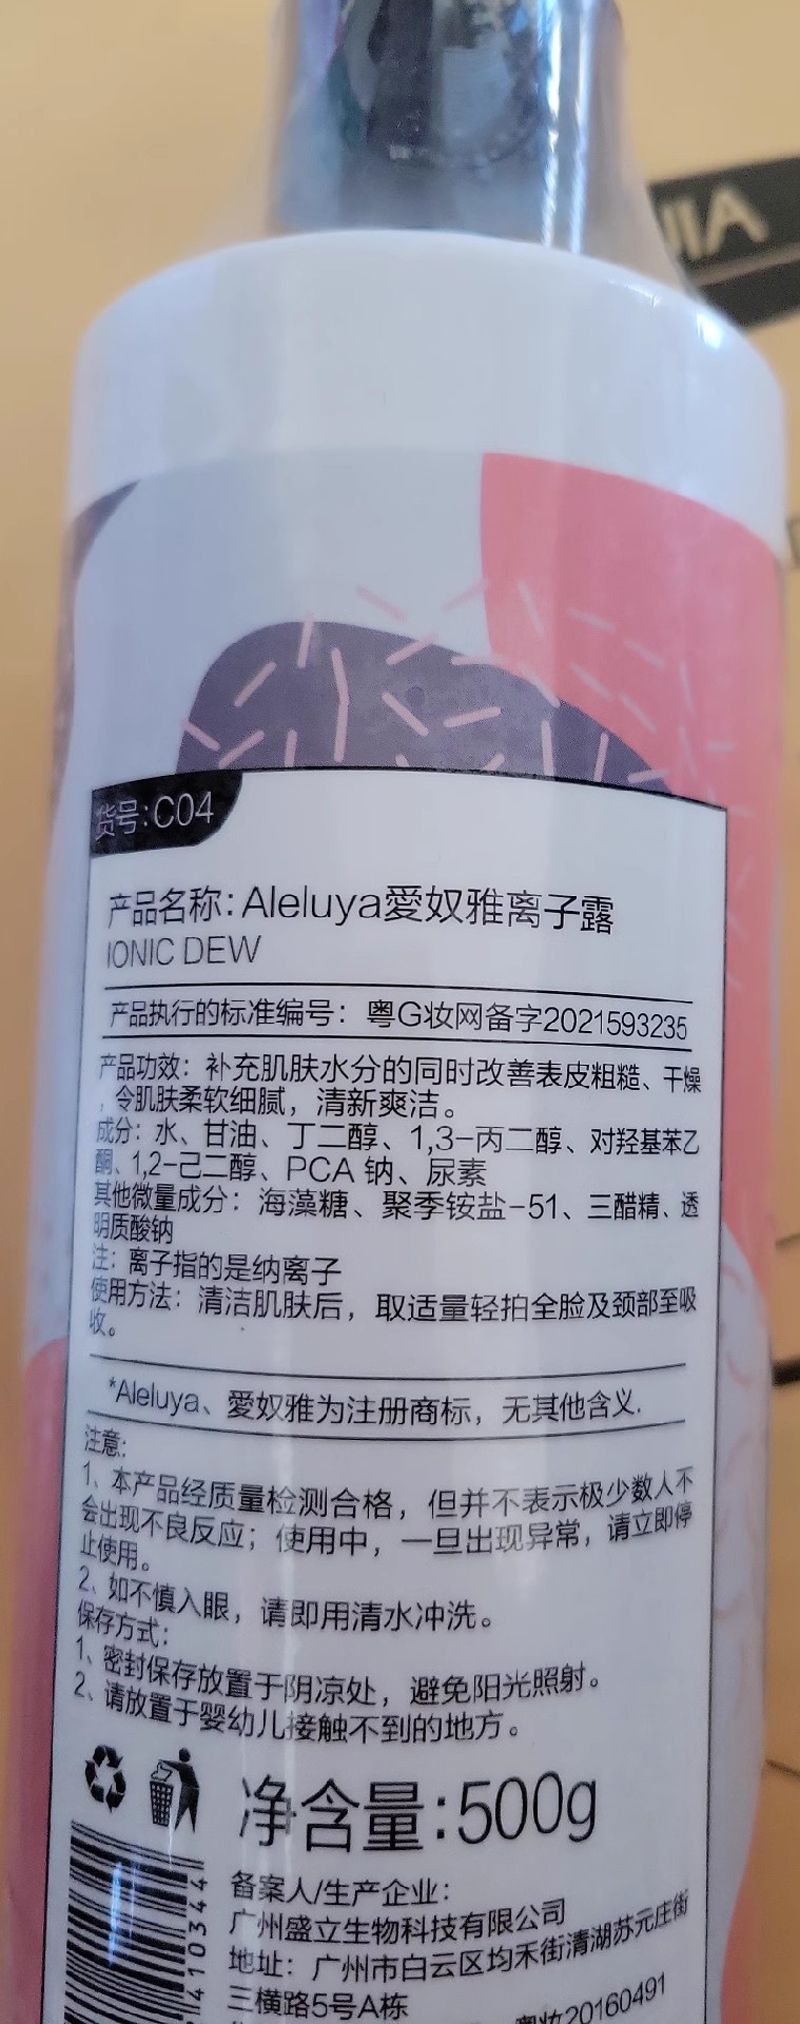 JIA
货号:C04
产品名称:Aleluya愛奴雅离子露
IONIC DEW
产品执行的标准编号：粤G妆网备字2021593235
产品功效：补充肌肤水分的同时改善表皮粗糙、干燥
，令肌肤柔软细腻，清新爽洁。
成分：水、甘油、丁二醇、1,3-丙二醇、对羟基苯乙
酮、1,2-己二醇、PCA 钠、尿素
其他微量成分：海藻糖、聚季铵盐-51、三醋精、透
明质酸钠
注：离子指的是纳离子
使用方法：清洁肌肤后，取适量轻拍全脸及颈部至吸
收。
*Aleluya、愛奴雅为注册商标，无其他含义.
注意:
1、本产品经质量检测合格，但并不表示极少数人不
会出现不良反应；使用中，一旦出现异常，请立即停
止使用。
2、如不慎入眼，请即用清水冲洗。
保存方式：
1、密封保存放置于阴凉处，避免阳光照射。
2、请放置于婴幼儿接触不到的地方。
净含量:500g
备案人/生产企业：
广州盛立生物科技有限公司
地址：广州市白云区均禾街清湖苏元庄街
三横路5号A栋
粤妆20160491
410344